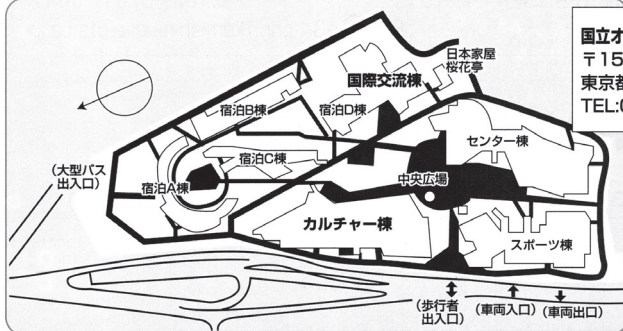 国立オ
〒15
東京都
TEL:0
日本家屋
桜花亭
国際交流棟
宿泊B棟
宿泊D棟
センター棟
宿泊C棟
(大型バス
出入口)
宿泊A棟
中央広場
カルチャー棟
スポーツ棟
(歩行者
出入口)
(車両入口)
(車両出口)